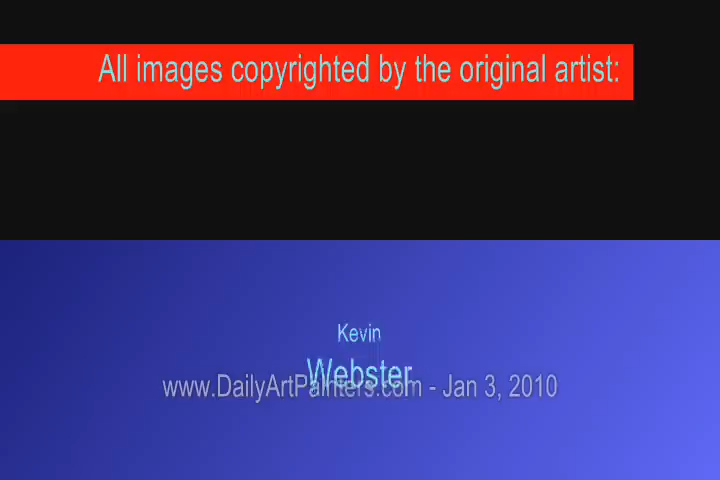 All images copyrighted by the original artist:
Kevin
Webster
www.DailyArtPainters.com - Jan 3, 2010